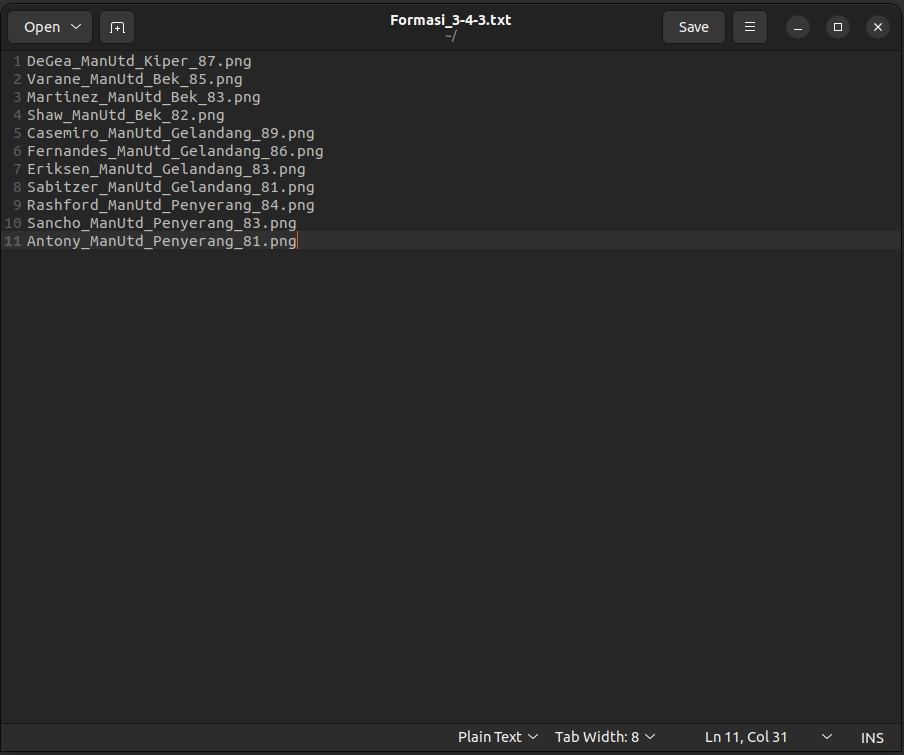 Open
Formasi_3-4-3.txt
~/
Save
1 DeGea_ManUtd_Kiper_87.png
2 Varane_ManUtd_Bek_85.png
3 Martinez_ManUtd_Bek_83.png
4 Shaw_ManUtd_Bek_82.png
5 Casemiro_ManUtd_Gelandang_89.png
6 Fernandes_ManUtd_Gelandang_86.png
7 Eriksen_ManUtd_Gelandang_83.png
8 Sabitzer_ManUtd_Gelandang_81.png
9 Rashford_ManUtd_Penyerang_84.png
10 Sancho_ManUtd_Penyerang_83.png
11 Antony_ManUtd_Penyerang_81.png
Plain Text Tab Width: 8 Ln 11, Col 31 INS